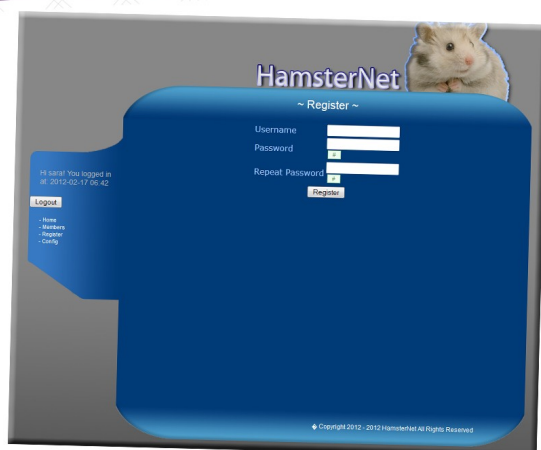 HamsterNet
~ Register ~
Username
Password
#
Repeat Password
#
Register
Hi sara! You logged in
at: 2012-02-17 06:42
Logout
- Home
- Members
- Register
- Config
� Copyright 2012 - 2012 HamsterNet All Rights Reserved